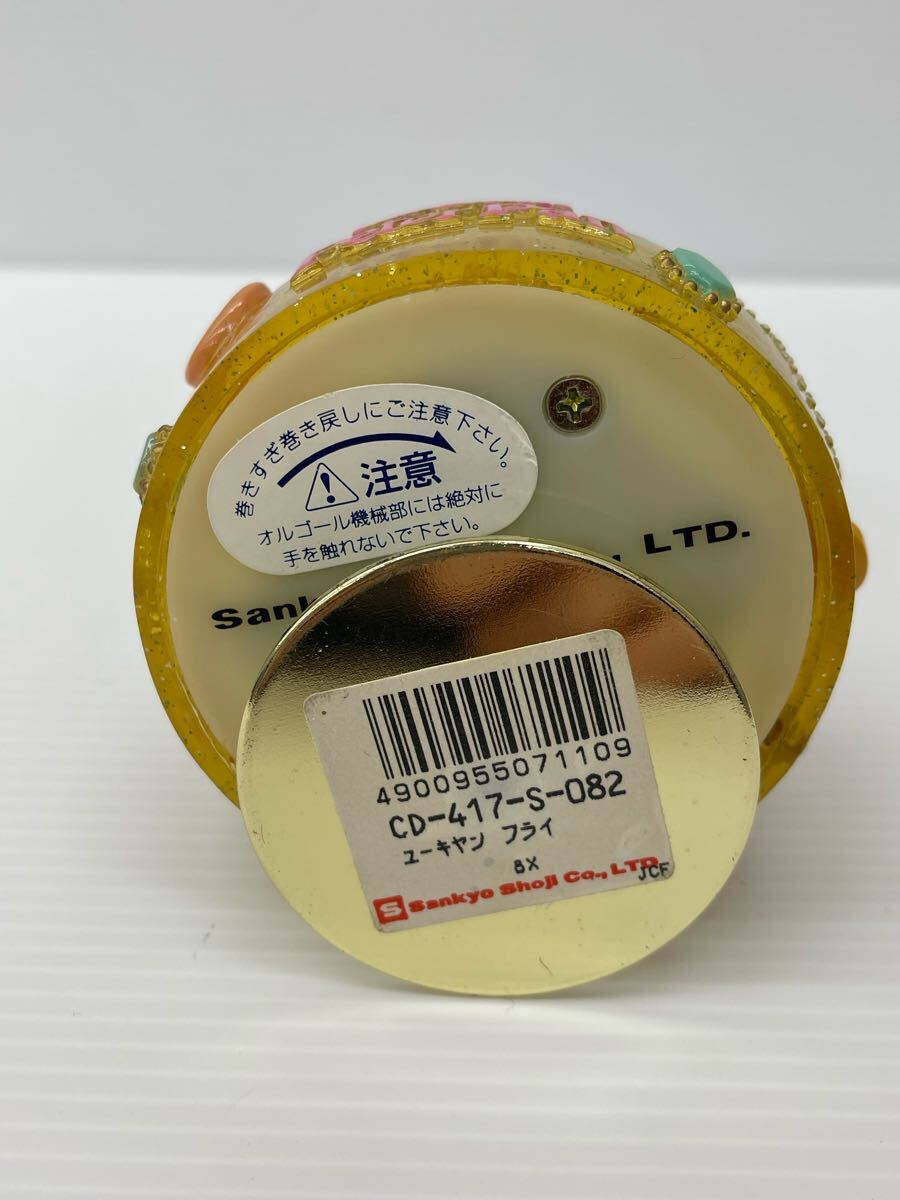 巻きすぎ巻き戻しにご注意下さい。
注意
オルゴール機械部には絶対に
手を触れないで下さい。
LTD.
4900955071109
CD-417-S-082
ユーキヤン フライ
8X
JCF
S Sankyo Shoji Co., LTD.